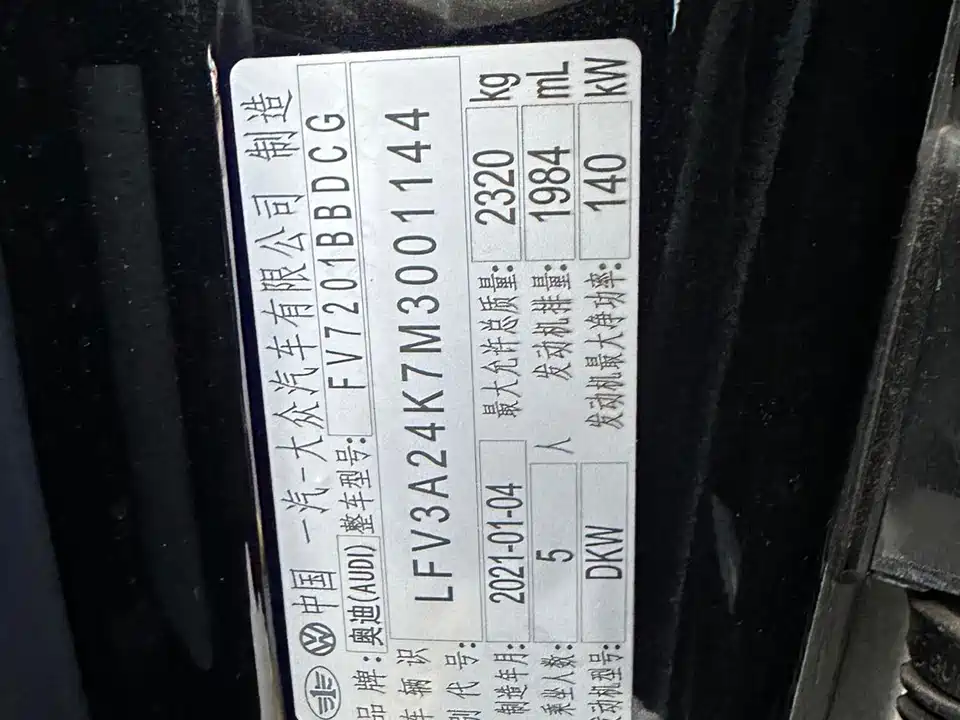 中国 一汽-大众汽车有限公司 制造
品牌: 奥迪(AUDI) 整车型号: FV7201BBDCG
车辆识别代号: LFV3A24K7M3001144
制造年月: 2021-01-04 最大允许总质量: 2320 kg
乘坐人数: 5 人 发动机排量: 1984 mL
发动机型号: DKW 发动机最大净功率: 140 kW